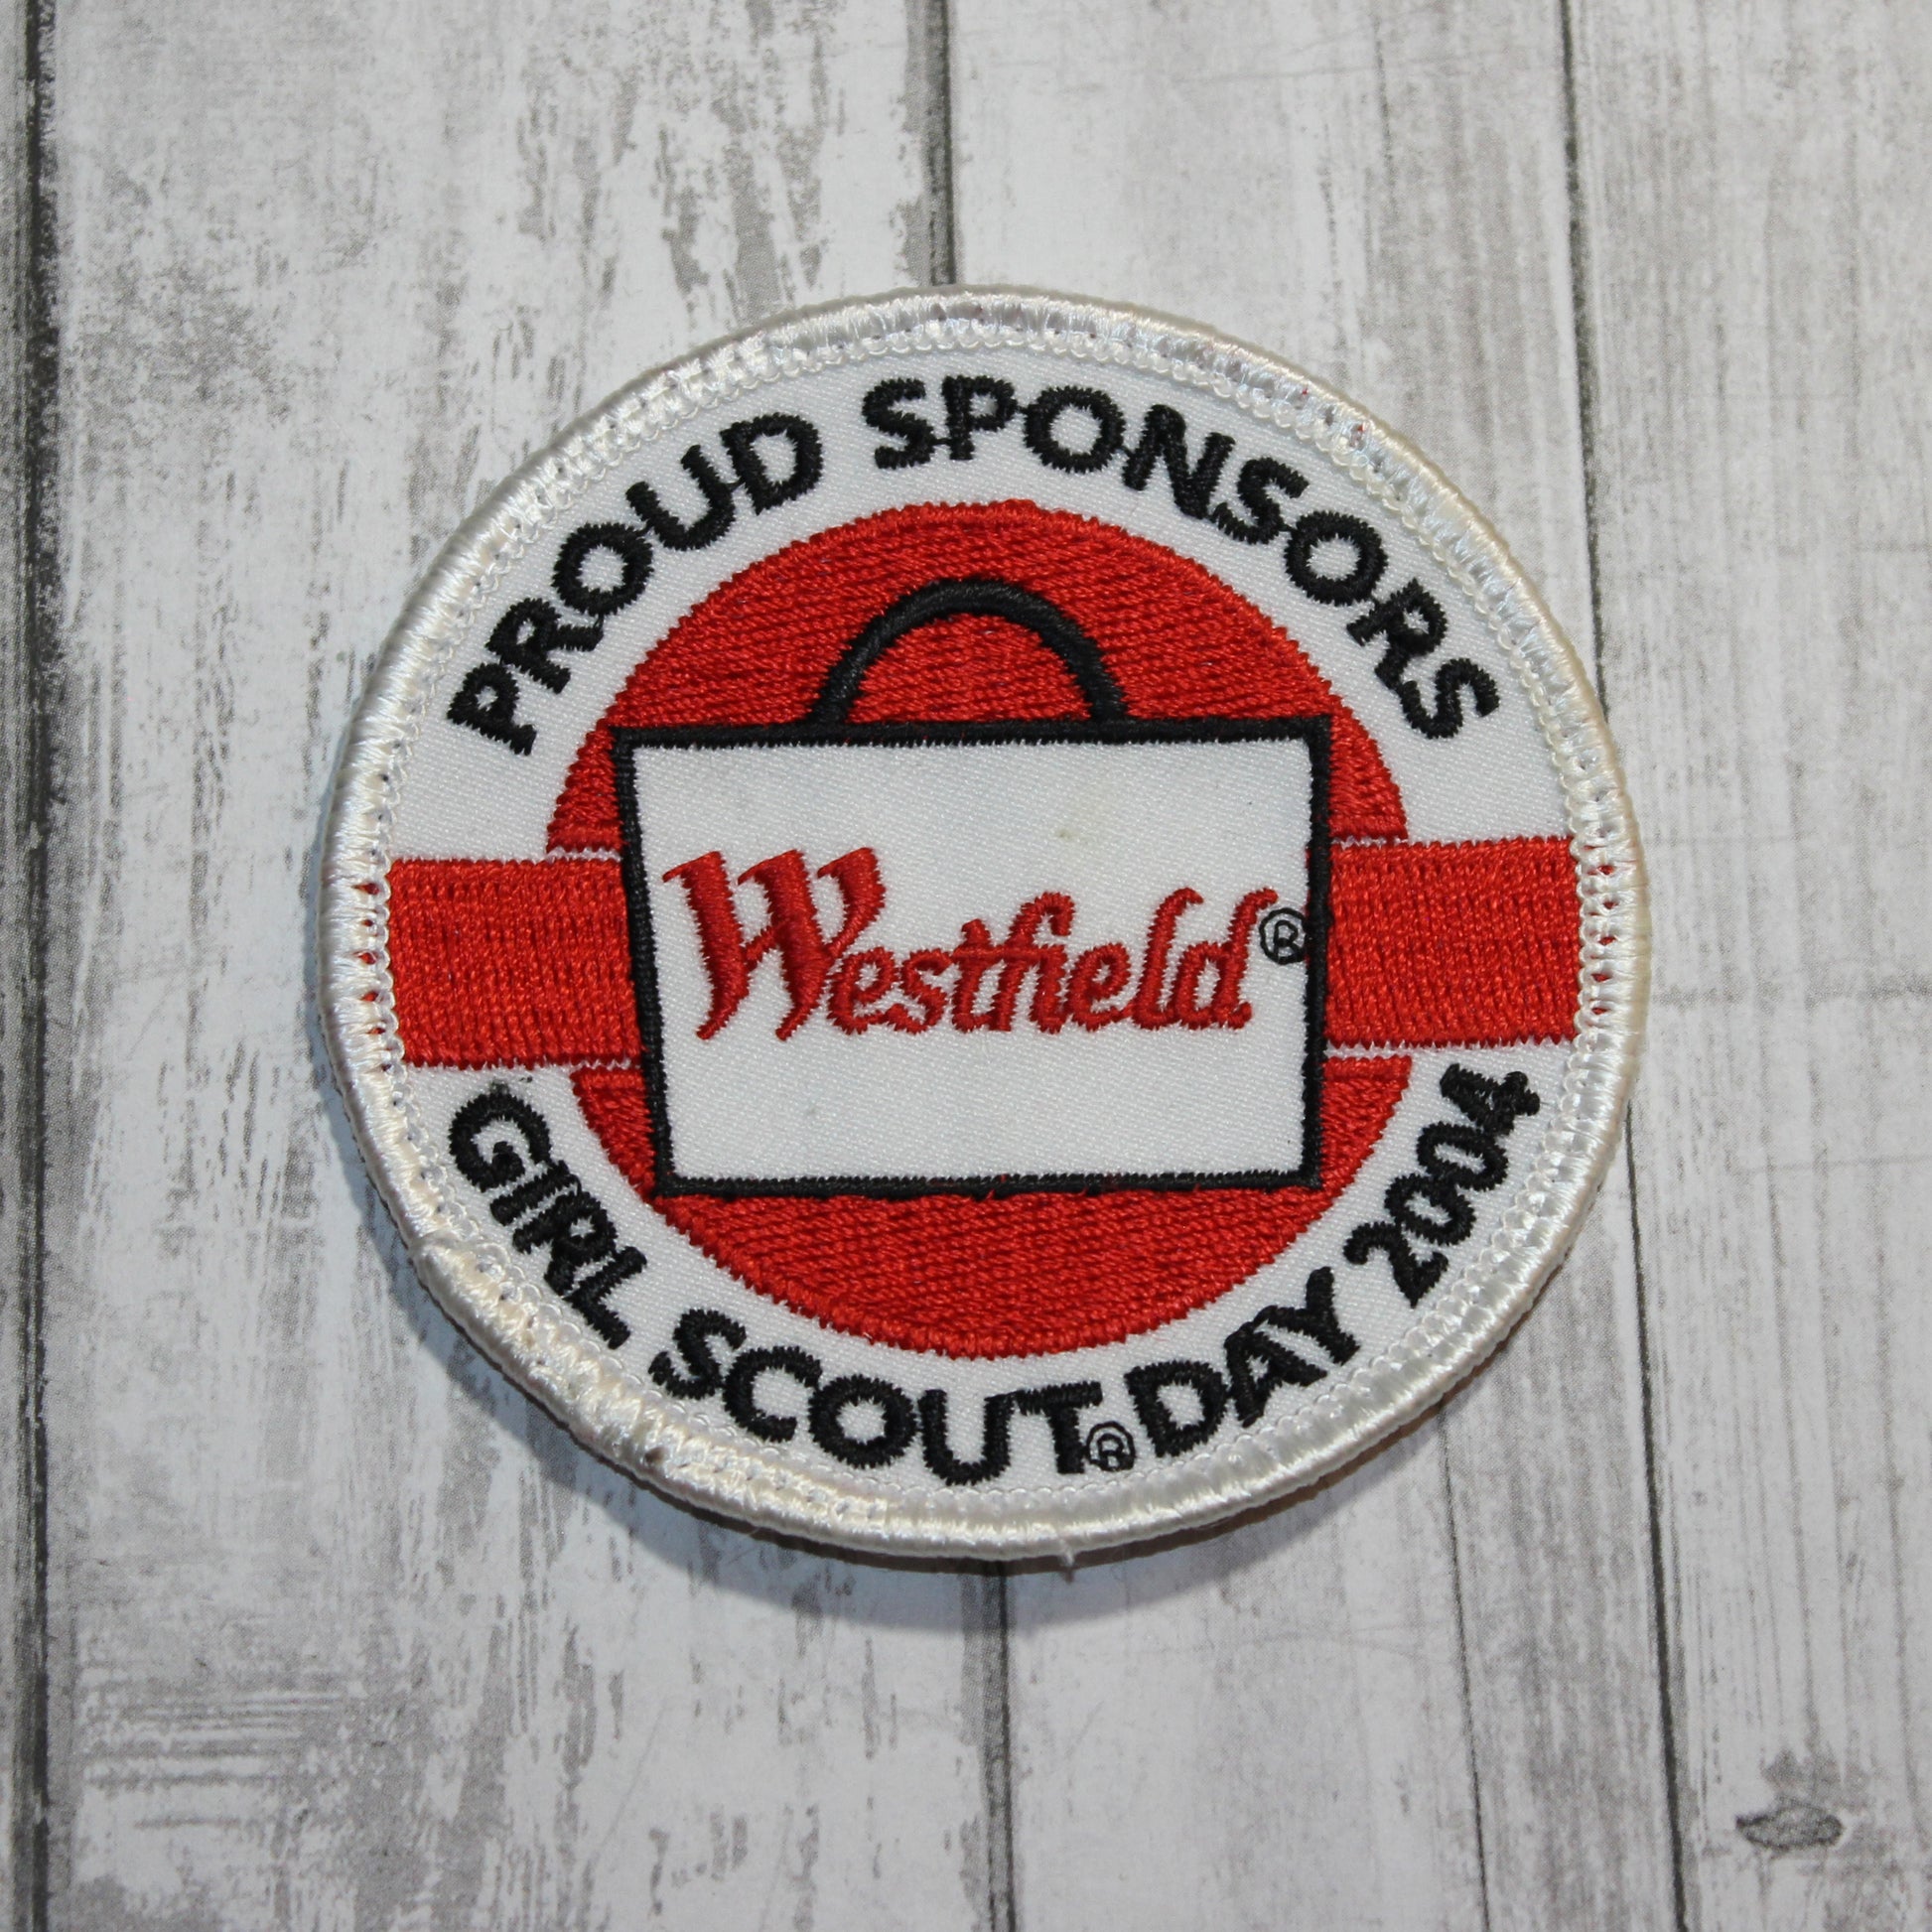 PROUD SPONSORS
Westfield®
GIRL SCOUT® DAY 2004